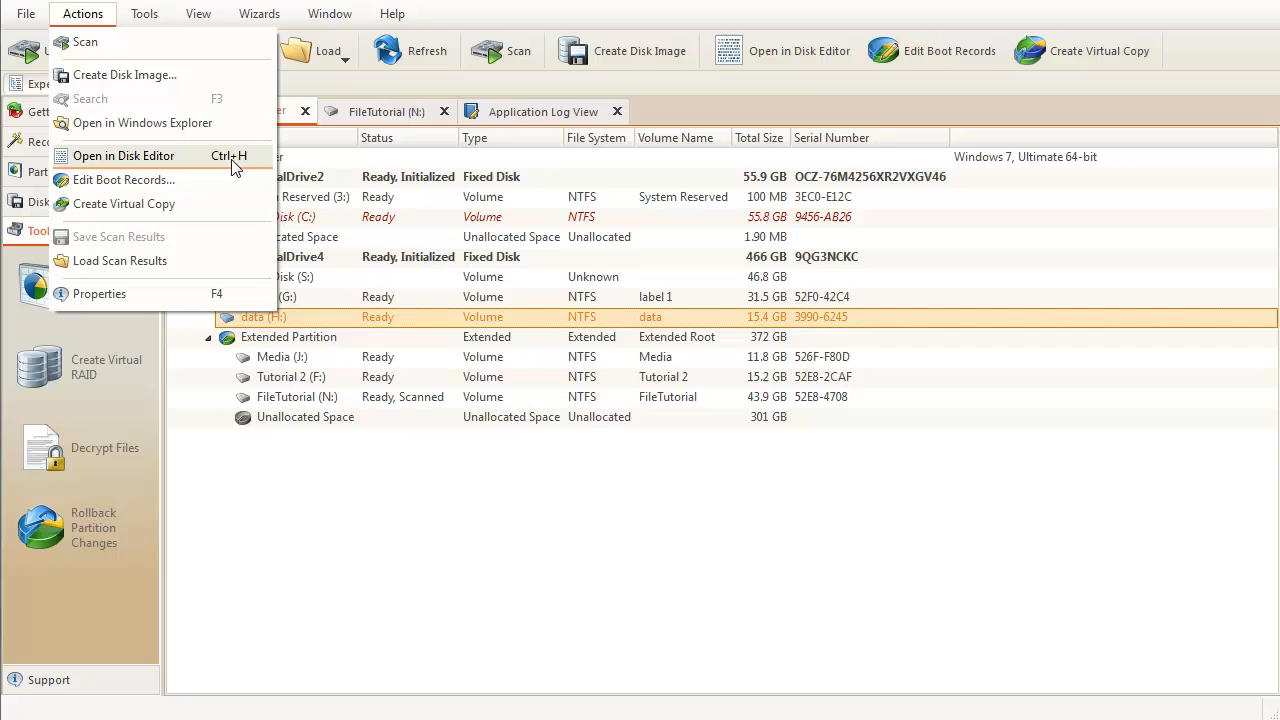 File Actions Tools View Wizards Window Help
Load Refresh Scan Create Disk Image Open in Disk Editor Edit Boot Records Create Virtual Copy
Scan
Create Disk Image...
Search F3
Open in Windows Explorer
Open in Disk Editor Ctrl+H
Edit Boot Records...
Create Virtual Copy
Save Scan Results
Load Scan Results
Properties F4
FileTutorial (N:) Application Log View
Status Type File System Volume Name Total Size Serial Number
Windows 7, Ultimate 64-bit
Ready, Initialized Fixed Disk 55.9 GB OCZ-76M4256XR2VXGV46
Reserved (3:) Ready Volume NTFS System Reserved 100 MB 3EC0-E12C
Disk (C:) Ready Volume NTFS 55.8 GB 9456-AB26
Space Unallocated Space Unallocated 1.90 MB
Ready, Initialized Fixed Disk 466 GB 9QG3NCKC
Disk (S:) Volume Unknown 46.8 GB
(G:) Ready Volume NTFS label 1 31.5 GB 52F0-42C4
data (H:) Ready Volume NTFS data 15.4 GB 3990-6245
Extended Partition Extended Extended Extended Root 372 GB
Media (J:) Ready Volume NTFS Media 11.8 GB 526F-F80D
Tutorial 2 (F:) Ready Volume NTFS Tutorial 2 15.2 GB 52E8-2CAF
FileTutorial (N:) Ready, Scanned Volume NTFS FileTutorial 43.9 GB 52E8-4708
Unallocated Space Unallocated Space Unallocated 301 GB
Create Virtual
RAID
Decrypt Files
Rollback
Partition
Changes
Support